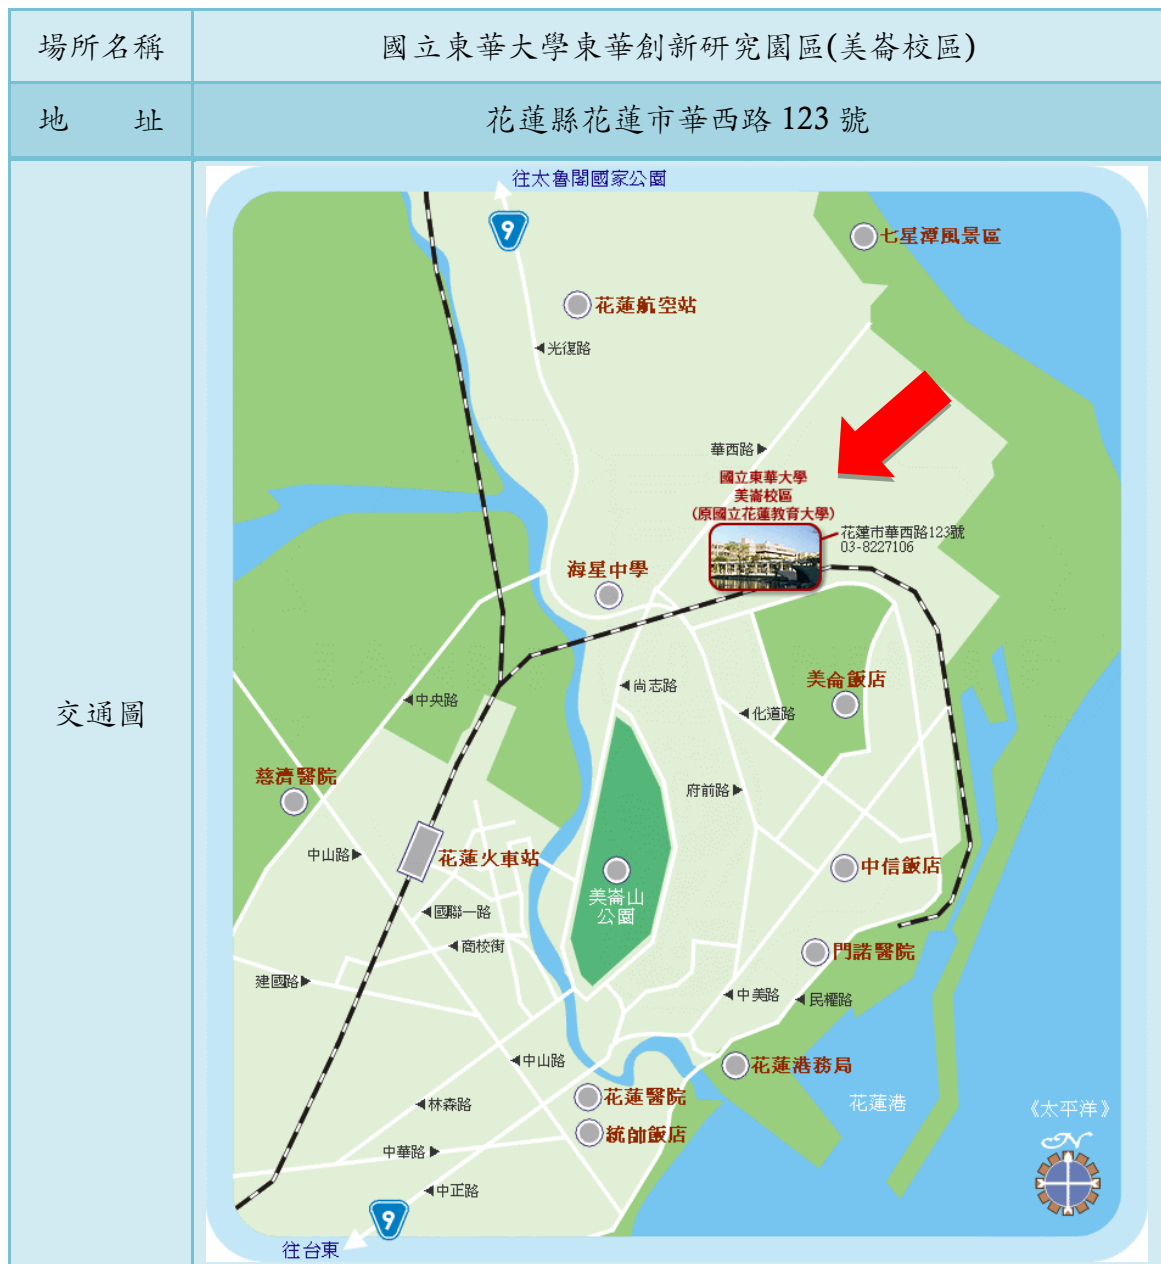 場所名稱
國立東華大學東華創新研究園區(美崙校區)
地 址
花蓮縣花蓮市華西路 123 號
交通圖
往太魯閣國家公園
9
七星潭風景區
花蓮航空站
◀光復路
華西路▶
國立東華大學
美崙校區
(原國立花蓮教育大學)
花蓮市華西路123號
03-8227106
海星中學
◀尚志路
美侖飯店
◀中央路
◀化道路
慈濟醫院
府前路▶
中山路▶
花蓮火車站
中信飯店
美崙山
公園
◀國聯一路
◀商校街
門諾醫院
建國路▶
◀中美路
◀民權路
◀中山路
花蓮港務局
花蓮醫院
花蓮港
《太平洋》
◀林森路
統帥飯店
N
中華路▶
◀中正路
9
往台東